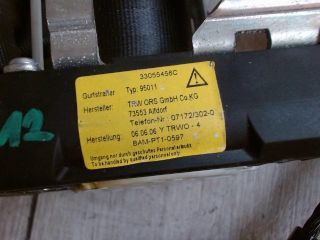 33055456C
Gurtstraffer Typ: 95011
Hersteller: TRW ORS GmbH Co.KG
73553 Alfdorf
Telefon-Nr.: 07172/302-0
Herstellung: 06.06.06 Y TRWO - 4
BAM-PT1-0597
Umgang nur durch geschultes Personal erlaubt.
To be handled by qualified personnel only.
12